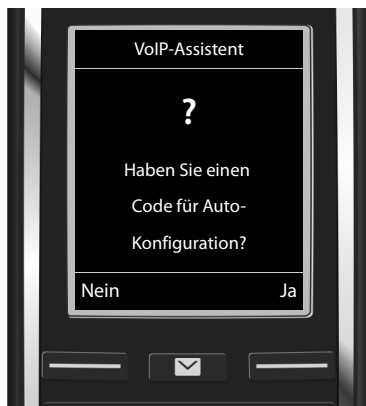 VoIP-Assistent
?
Haben Sie einen
Code für Auto-
Konfiguration?
Nein Ja